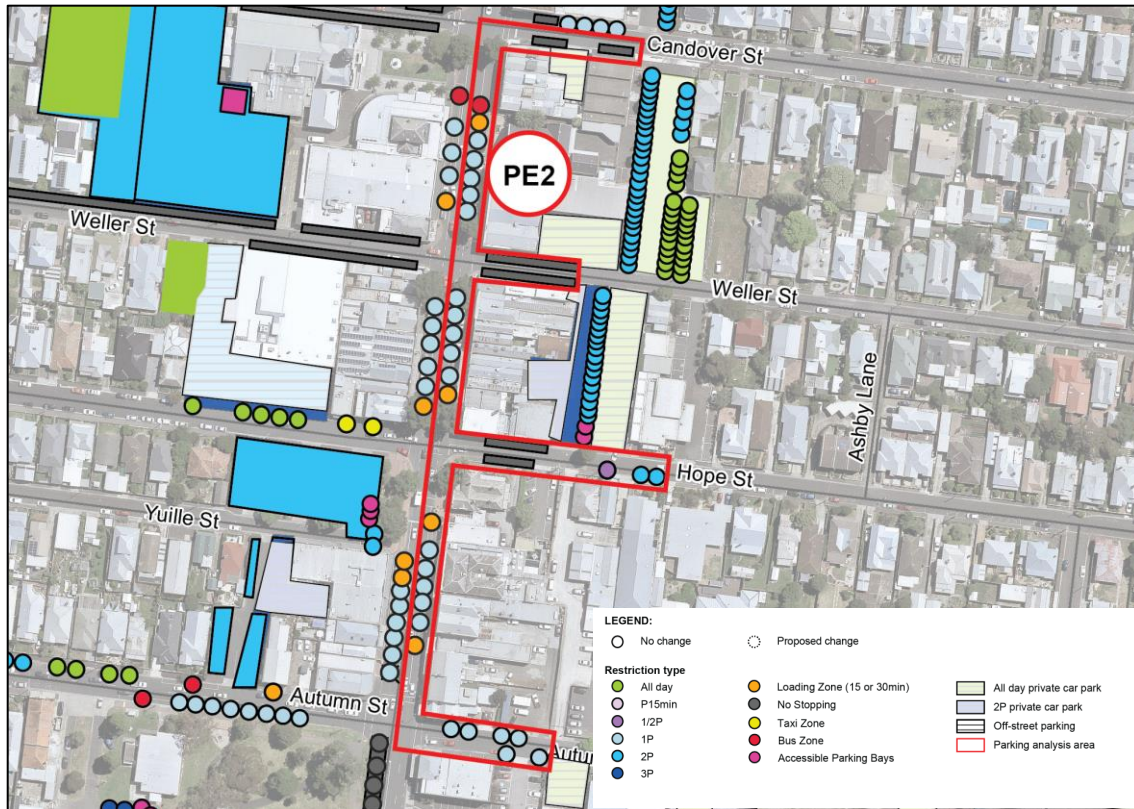 Candover St
PE2
Weller St
Weller St
Ashby Lane
Hope St
Yuille St
Autumn St
Autu
LEGEND:
No change
Proposed change
Restriction type
All day
P15min
1/2P
1P
2P
3P
Loading Zone (15 or 30min)
No Stopping
Taxi Zone
Bus Zone
Accessible Parking Bays
All day private car park
2P private car park
Off-street parking
Parking analysis area